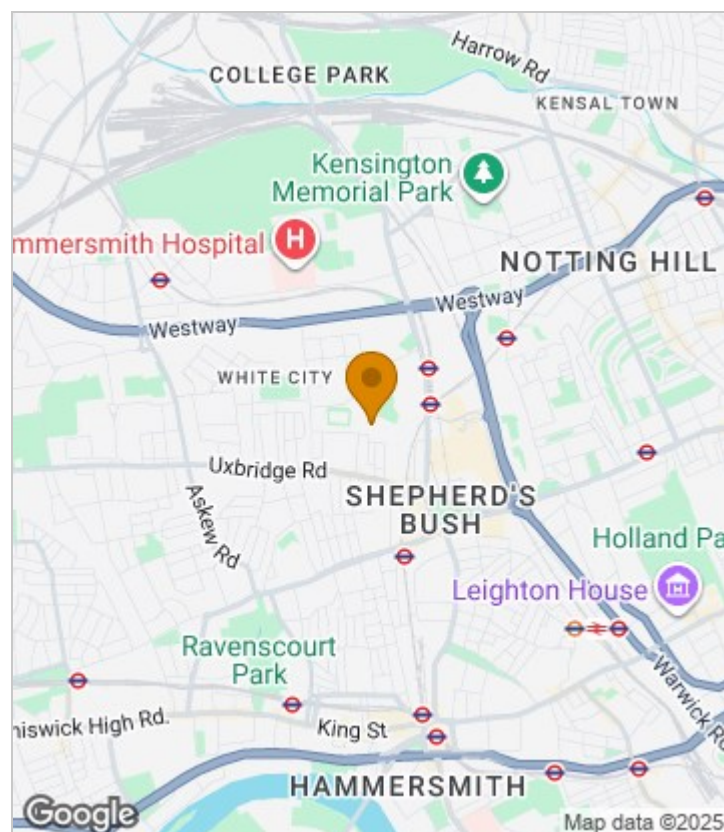 COLLEGE PARK
Harrow Rd
KENSAL TOWN
Kensington
Memorial Park
mmersmith Hospital
H
NOTTING HILL
Westway
Westway
WHITE CITY
Uxbridge Rd
SHEPHERD'S
BUSH
Askew Rd
Holland Pa
Leighton House
Ravenscourt
Park
Warwick Rd
hiswick High Rd.
King St
HAMMERSMITH
Google
Map data ©2025